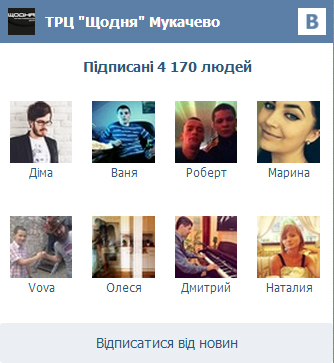 ЩОДНЯ
ТРЦ "Щодня" Мукачево
B
Підписані 4 170 людей
Діма Ваня Роберт Марина
Vova Олеся Дмитрий Наталия
Відписатися від новин